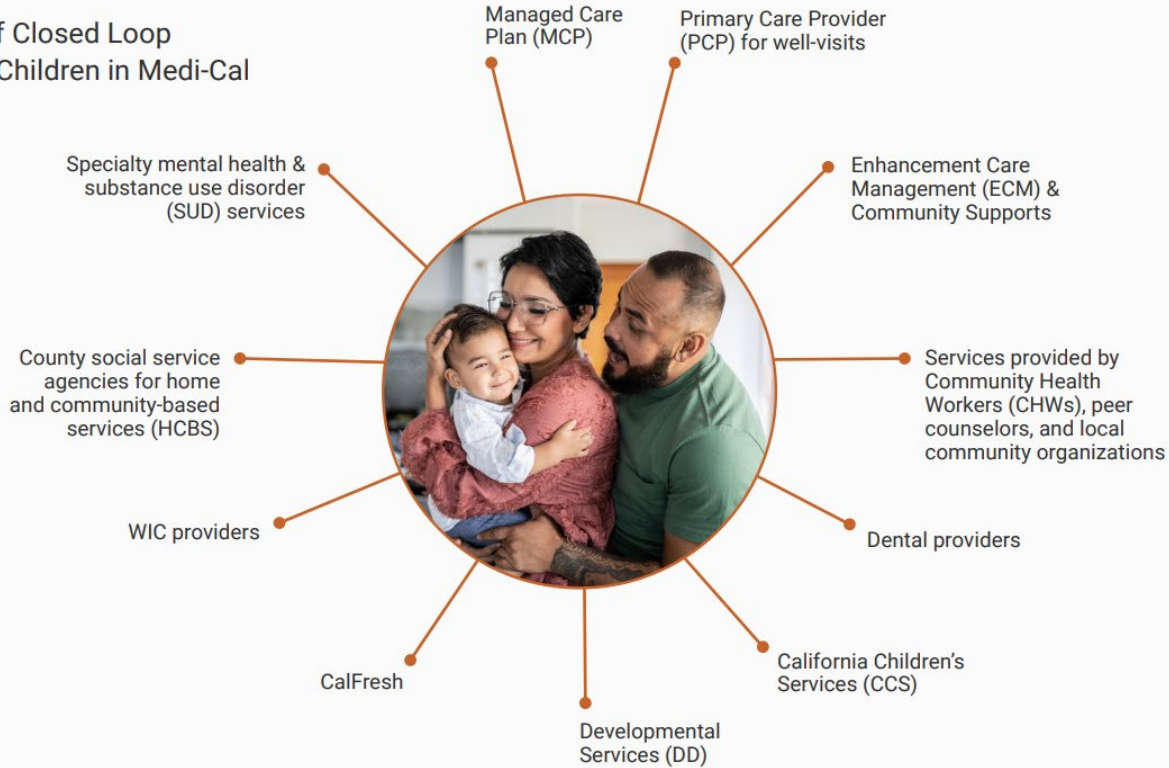 f Closed Loop
Children in Medi-Cal
Managed Care
Plan (MCP)
Primary Care Provider
(PCP) for well-visits
Specialty mental health &
substance use disorder
(SUD) services
Enhancement Care
Management (ECM) &
Community Supports
County social service
agencies for home
and community-based
services (HCBS)
Services provided by
Community Health
Workers (CHWs), peer
counselors, and local
community organizations
WIC providers
Dental providers
CalFresh
California Children’s
Services (CCS)
Developmental
Services (DD)